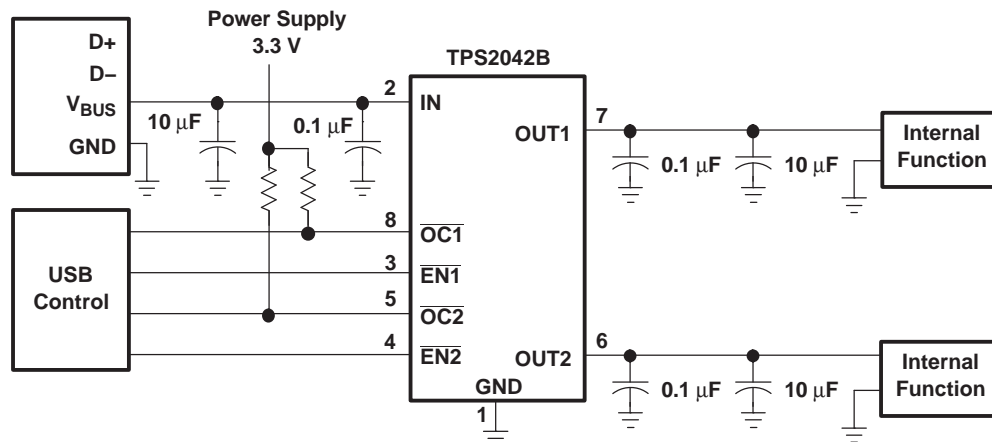 Power Supply
3.3 V
TPS2042B
D+
D−
VBUS
GND
10 μF
0.1 μF
2
IN
OUT1
7
0.1 μF
10 μF
Internal
Function
USB
Control
8
OC1
3
EN1
5
OC2
4
EN2
OUT2
6
GND
1
0.1 μF
10 μF
Internal
Function